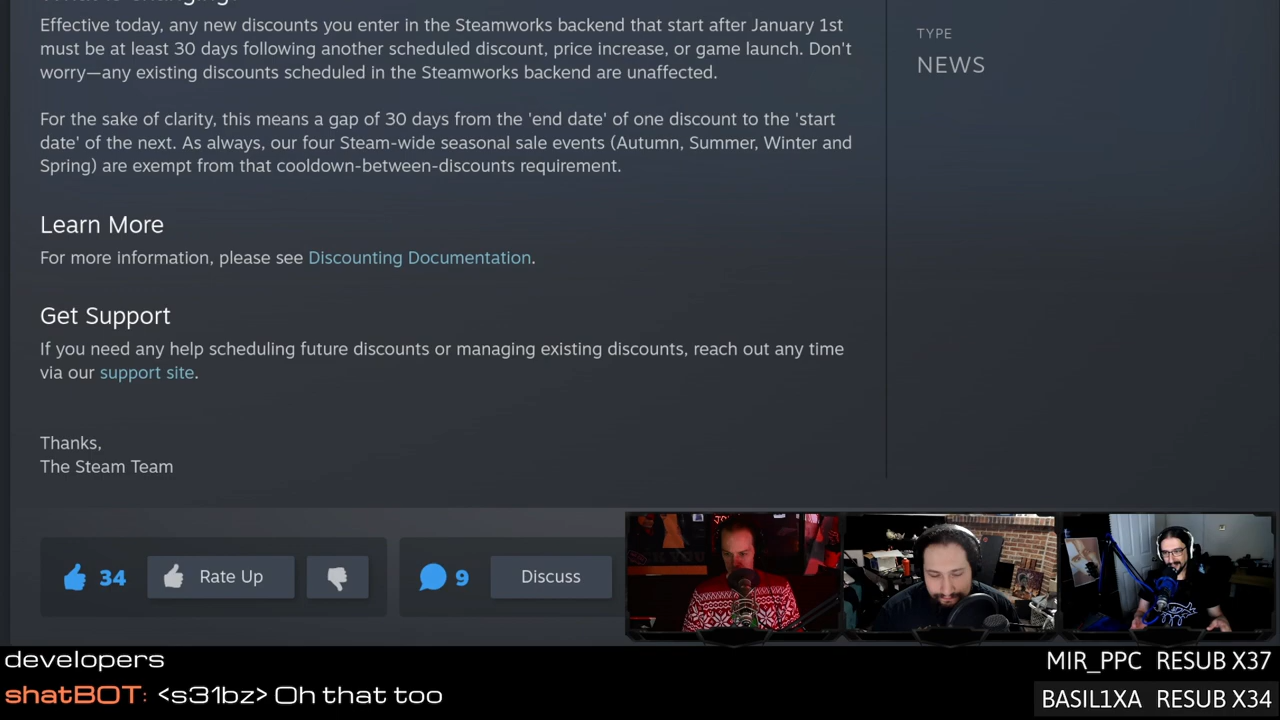 Effective today, any new discounts you enter in the Steamworks backend that start after January 1st
must be at least 30 days following another scheduled discount, price increase, or game launch. Don't
worry—any existing discounts scheduled in the Steamworks backend are unaffected.
For the sake of clarity, this means a gap of 30 days from the 'end date' of one discount to the 'start
date' of the next. As always, our four Steam-wide seasonal sale events (Autumn, Summer, Winter and
Spring) are exempt from that cooldown-between-discounts requirement.
Learn More
For more information, please see Discounting Documentation.
Get Support
If you need any help scheduling future discounts or managing existing discounts, reach out any time
via our support site.
Thanks,
The Steam Team
TYPE
NEWS
34
Rate Up
9
Discuss
developers
shatBOT: <s31bz> Oh that too
MIR_PPC RESUB X37
BASIL1XA RESUB X34